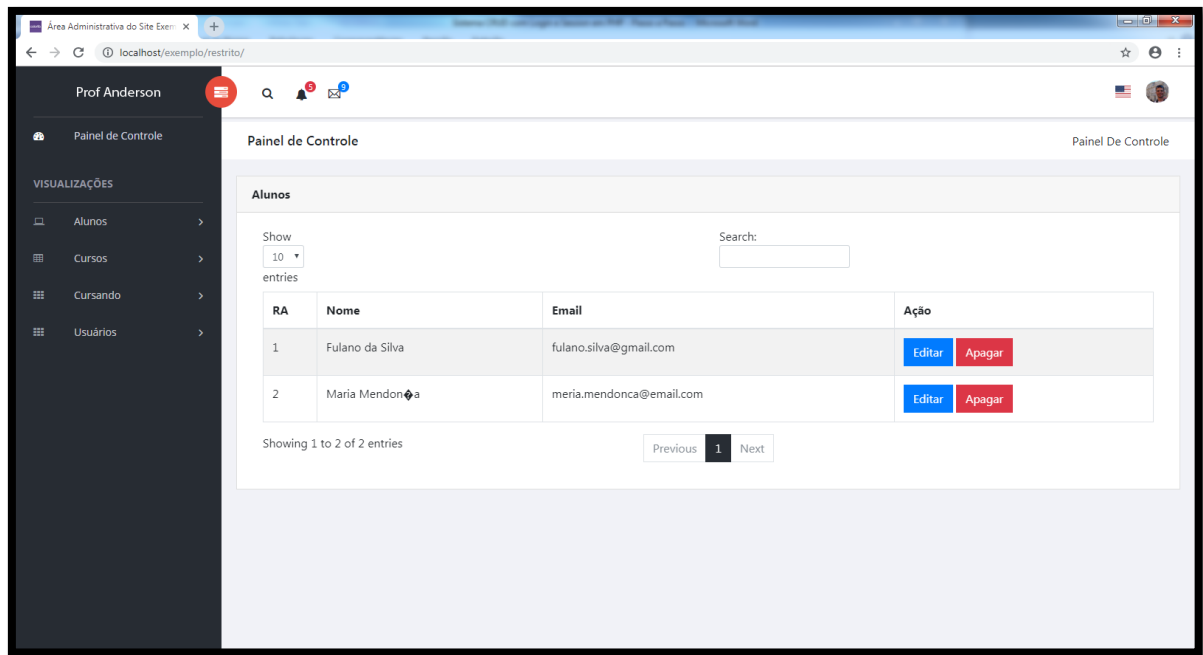 Área Administrativa do Site Exem
localhost/exemplo/restrito/
Prof Anderson
5
9
Painel de Controle
Painel de Controle
Painel De Controle
VISUALIZAÇÕES
Alunos
Cursos
Cursando
Usuários
Alunos
Show
10
entries
Search:
RA Nome Email Ação
1 Fulano da Silva fulano.silva@gmail.com Editar Apagar
2 Maria Mendon�a meria.mendonca@email.com Editar Apagar
Showing 1 to 2 of 2 entries
Previous 1 Next